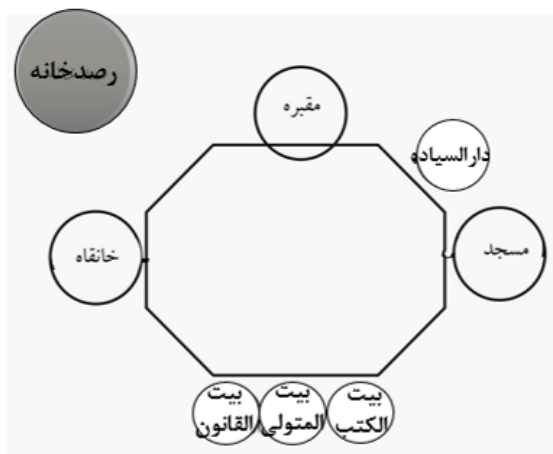 رصدخانه
مقبره
دارالسیاده
خانقاه
مسجد
بیت الکتب
بیت المتولی
بیت القانون